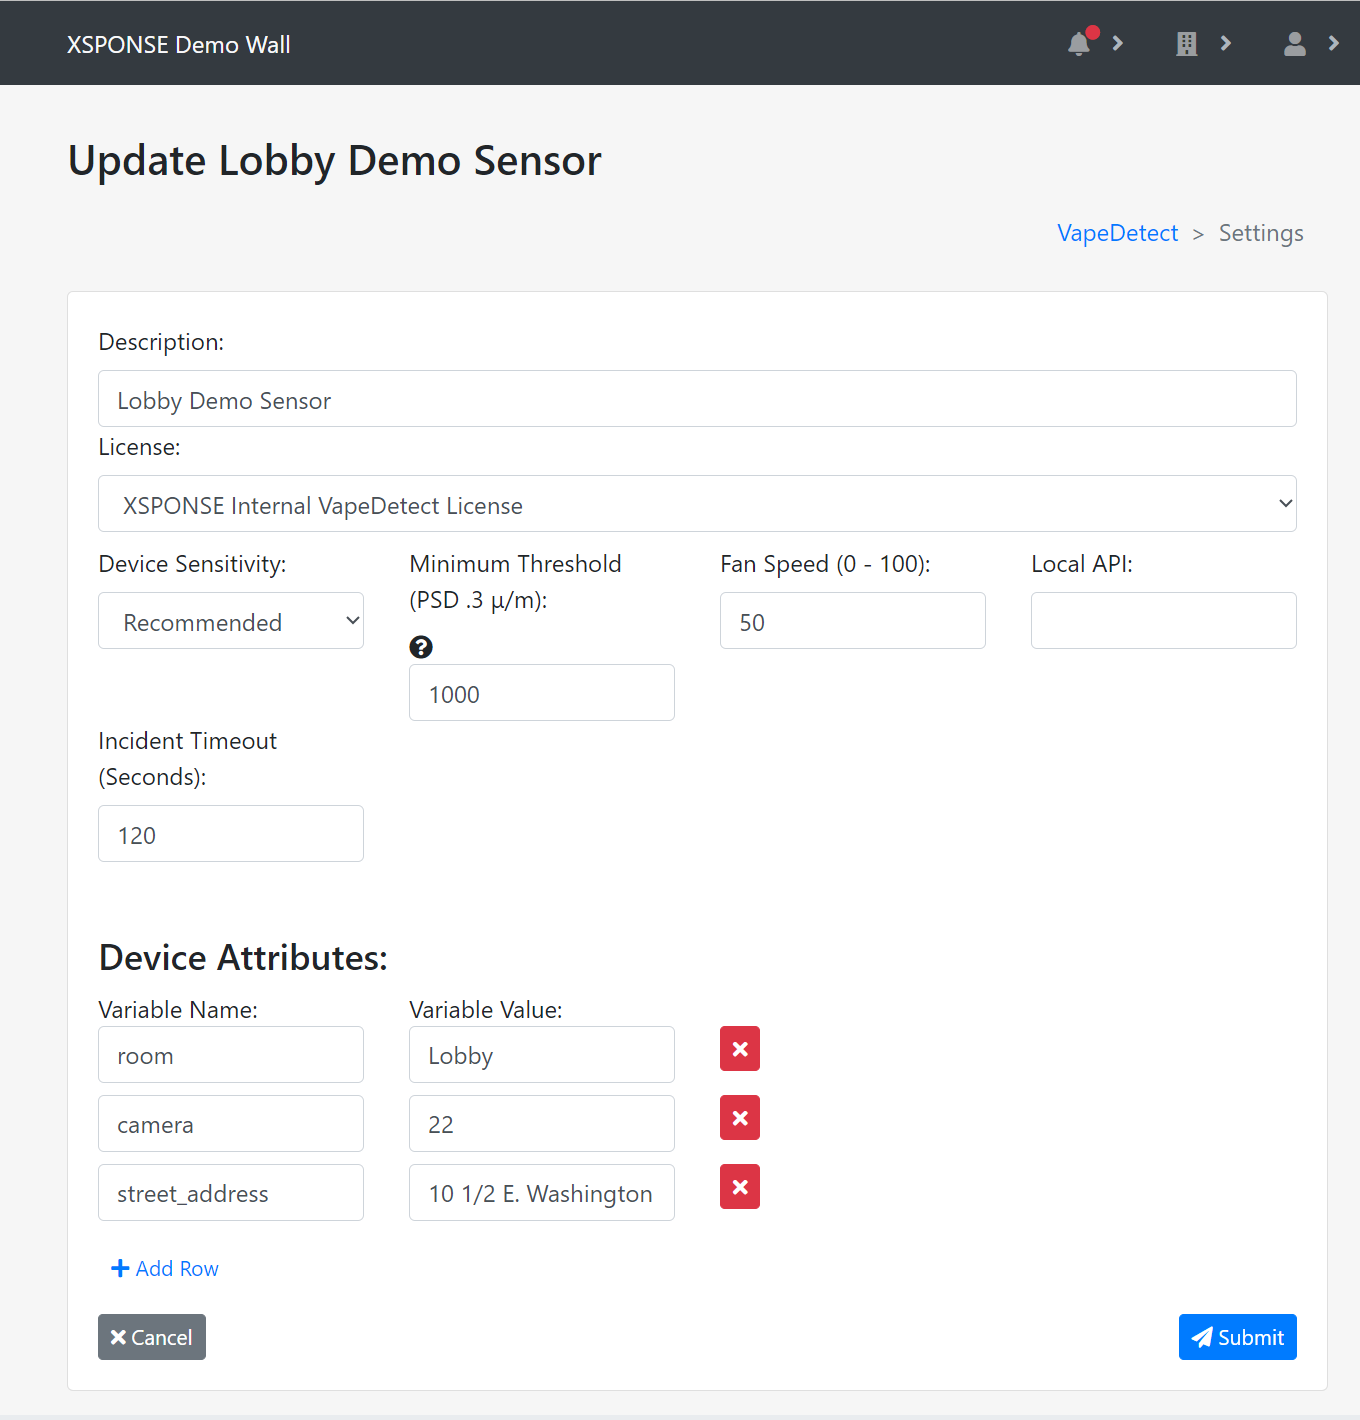 XSPONSE Demo Wall
Update Lobby Demo Sensor
VapeDetect > Settings
Description:
Lobby Demo Sensor
License:
XSPONSE Internal VapeDetect License
Device Sensitivity:
Recommended
Minimum Threshold
(PSD .3 µ/m):
?
1000
Fan Speed (0 - 100):
50
Local API:
Incident Timeout
(Seconds):
120
Device Attributes:
Variable Name: Variable Value:
room Lobby
camera 22
street_address 10 1/2 E. Washington
Add Row
Cancel Submit